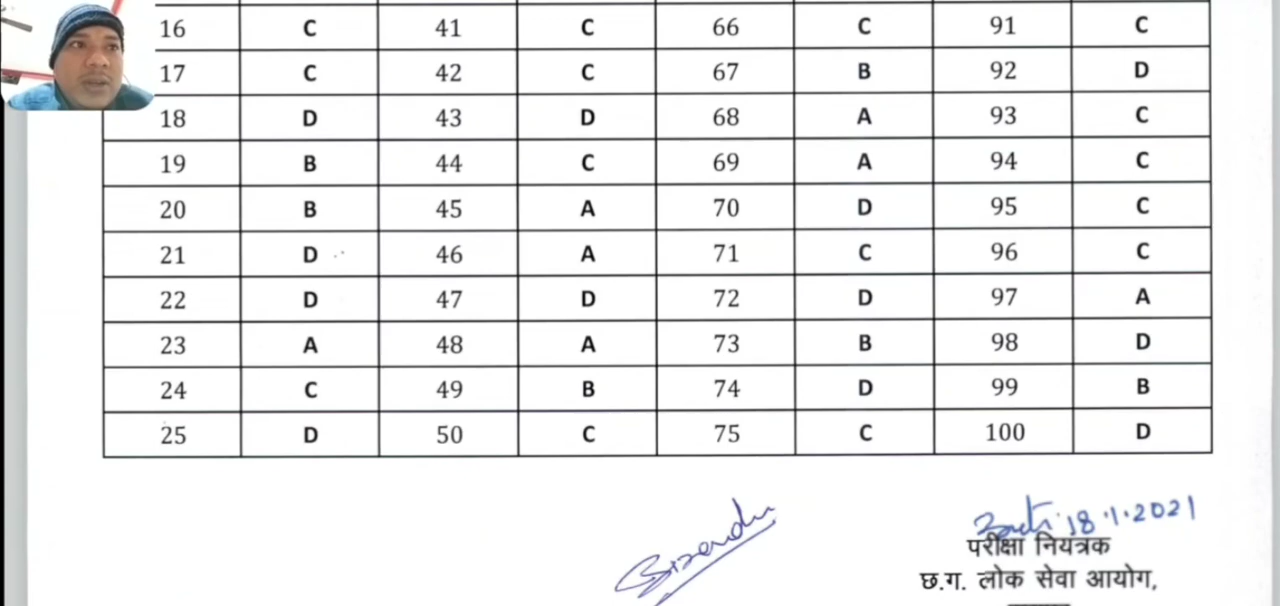 16 C 41 C 66 C 91 C
17 C 42 C 67 B 92 D
18 D 43 D 68 A 93 C
19 B 44 C 69 A 94 C
20 B 45 A 70 D 95 C
21 D 46 A 71 C 96 C
22 D 47 D 72 D 97 A
23 A 48 A 73 B 98 D
24 C 49 B 74 D 99 B
25 D 50 C 75 C 100 D
18.1.2021
परीक्षा नियत्रक
छ.ग. लोक सेवा आयोग,